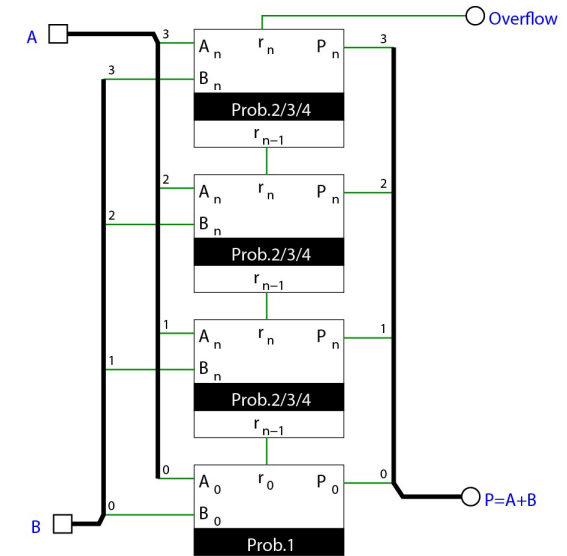 Overflow
A
3
A n
r n
P n
3
3
B n
Prob.2/3/4
r n−1
2
A n
r n
P n
2
2
B n
Prob.2/3/4
r n−1
1
A n
r n
P n
1
1
B n
Prob.2/3/4
r n−1
0
A 0
r 0
P 0
0
P=A+B
0
B 0
B
Prob.1